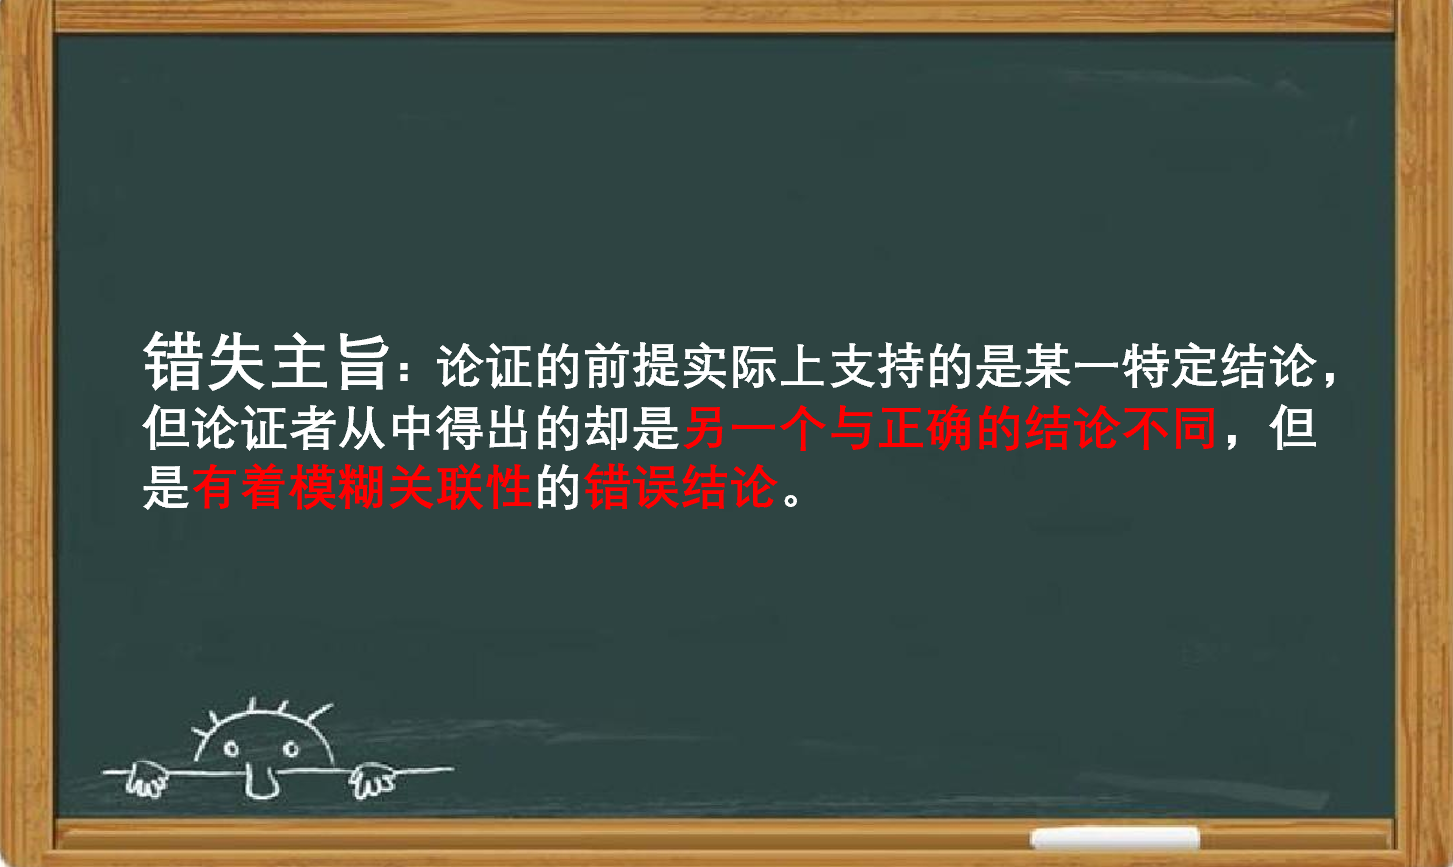 错失主旨：论证的前提实际上支持的是某一特定结论，
但论证者从中得出的却是另一个与正确的结论不同，但
是有着模糊关联性的错误结论。